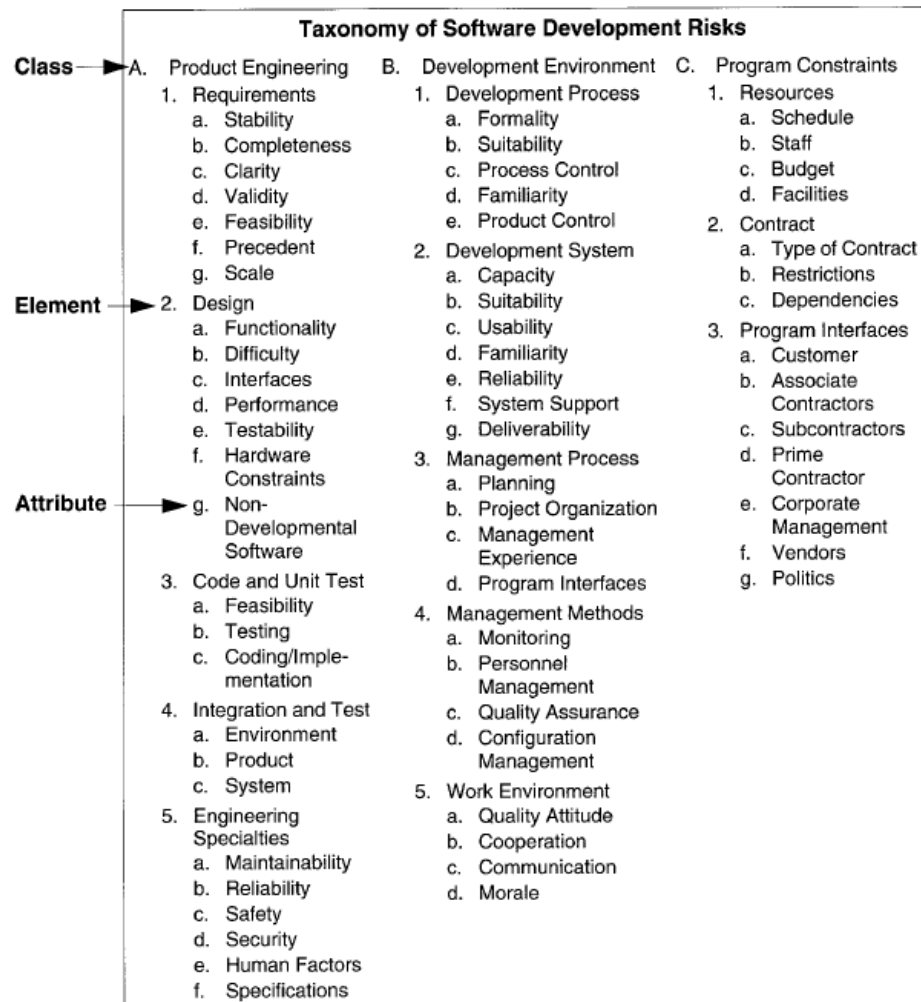 Taxonomy of Software Development Risks
Class
A. Product Engineering
1. Requirements
a. Stability
b. Completeness
c. Clarity
d. Validity
e. Feasibility
f. Precedent
g. Scale
Element
2. Design
a. Functionality
b. Difficulty
c. Interfaces
d. Performance
e. Testability
f. Hardware
Constraints
Attribute
g. Non-
Developmental
Software
3. Code and Unit Test
a. Feasibility
b. Testing
c. Coding/Imple-
mentation
4. Integration and Test
a. Environment
b. Product
c. System
5. Engineering
Specialties
a. Maintainability
b. Reliability
c. Safety
d. Security
e. Human Factors
f. Specifications
B. Development Environment
1. Development Process
a. Formality
b. Suitability
c. Process Control
d. Familiarity
e. Product Control
2. Development System
a. Capacity
b. Suitability
c. Usability
d. Familiarity
e. Reliability
f. System Support
g. Deliverability
3. Management Process
a. Planning
b. Project Organization
c. Management
Experience
d. Program Interfaces
4. Management Methods
a. Monitoring
b. Personnel
Management
c. Quality Assurance
d. Configuration
Management
5. Work Environment
a. Quality Attitude
b. Cooperation
c. Communication
d. Morale
C. Program Constraints
1. Resources
a. Schedule
b. Staff
c. Budget
d. Facilities
2. Contract
a. Type of Contract
b. Restrictions
c. Dependencies
3. Program Interfaces
a. Customer
b. Associate
Contractors
c. Subcontractors
d. Prime
Contractor
e. Corporate
Management
f. Vendors
g. Politics